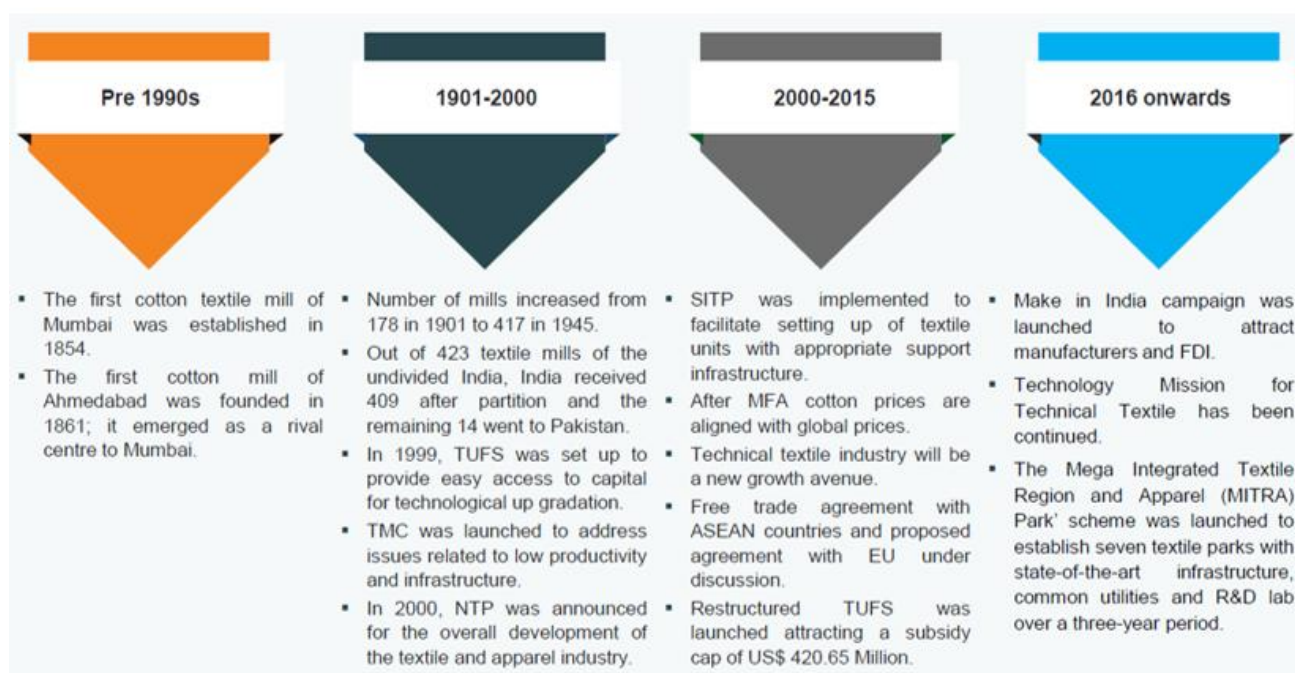 Pre 1990s
The first cotton textile mill of
Mumbai was established in
1854.
The first cotton mill of
Ahmedabad was founded in
1861; it emerged as a rival
centre to Mumbai.
1901-2000
Number of mills increased from
178 in 1901 to 417 in 1945.
Out of 423 textile mills of the
undivided India, India received
409 after partition and the
remaining 14 went to Pakistan.
In 1999, TUFS was set up to
provide easy access to capital
for technological up gradation.
TMC was launched to address
issues related to low productivity
and infrastructure.
In 2000, NTP was announced
for the overall development of
the textile and apparel industry.
2000-2015
SITP was implemented to
facilitate setting up of textile
units with appropriate support
infrastructure.
After MFA cotton prices are
aligned with global prices.
Technical textile industry will be
a new growth avenue.
Free trade agreement with
ASEAN countries and proposed
agreement with EU under
discussion.
Restructured TUFS was
launched attracting a subsidy
cap of US$ 420.65 Million.
2016 onwards
Make in India campaign was
launched to attract
manufacturers and FDI.
Technology Mission for
Technical Textile has been
continued.
The Mega Integrated Textile
Region and Apparel (MITRA)
Park' scheme was launched to
establish seven textile parks with
state-of-the-art infrastructure,
common utilities and R&D lab
over a three-year period.